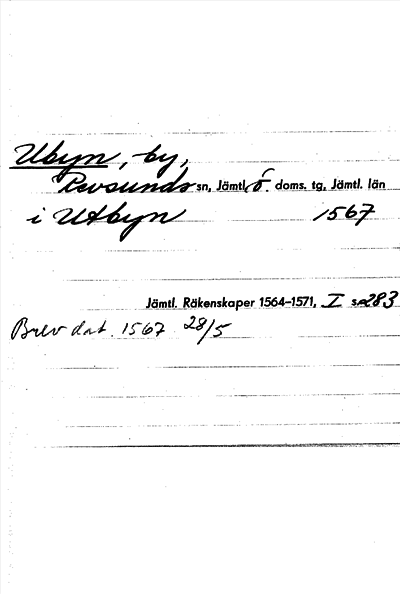 Ubyn, by,
Revsunds sn, Jämtl. ö. doms. tg, Jämtl. län
i Utbyn 1567
Jämtl. Räkenskaper 1564-1571, I s. 283
Brev dat. 1567 28/5